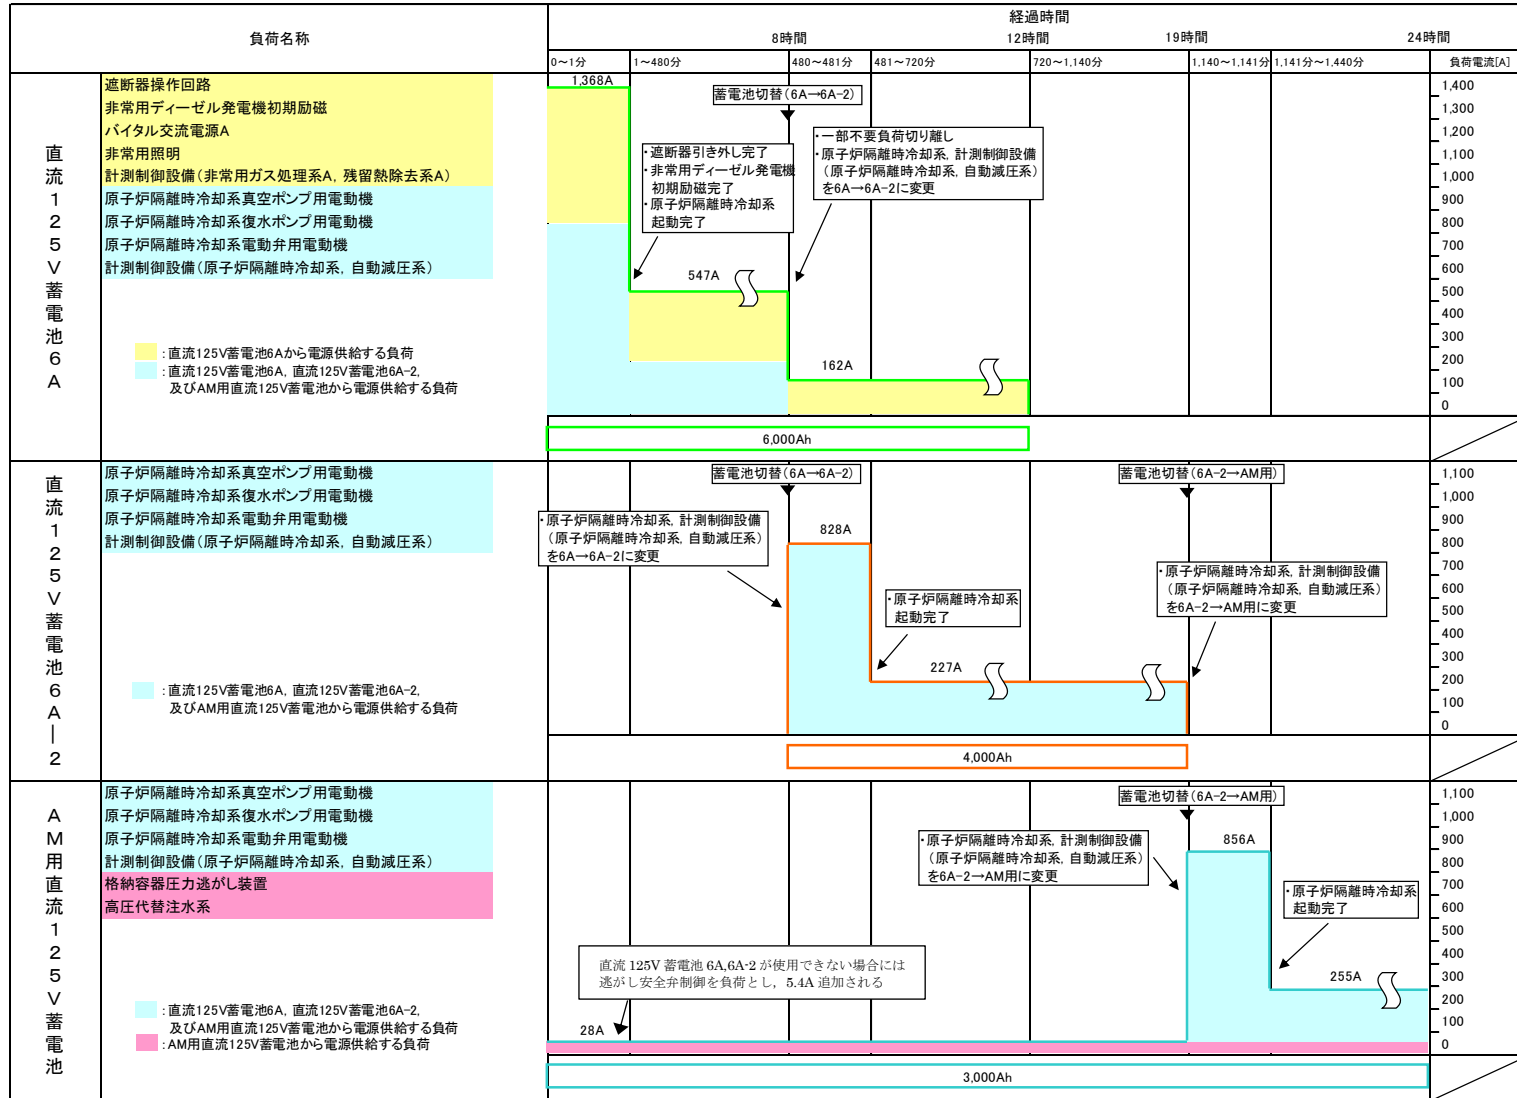 負荷名称
経過時間
8時間
12時間
19時間
24時間
0～1分
1～480分
480～481分
481～720分
720～1,140分
1,140～1,141分
1,141分～1,440分
負荷電流[A]
直流125V蓄電池6A
遮断器操作回路
非常用ディーゼル発電機初期励磁
バイタル交流電源A
非常用照明
計測制御設備(非常用ガス処理系A, 残留熱除去系A)
原子炉隔離時冷却系真空ポンプ用電動機
原子炉隔離時冷却系復水ポンプ用電動機
原子炉隔離時冷却系電動弁用電動機
計測制御設備(原子炉隔離時冷却系, 自動減圧系)
：直流125V蓄電池6Aから電源供給する負荷
：直流125V蓄電池6A, 直流125V蓄電池6A-2,
及びAM用直流125V蓄電池から電源供給する負荷
1,368A
蓄電池切替(6A→6A-2)
・遮断器引き外し完了
・非常用ディーゼル発電機
初期励磁完了
・原子炉隔離時冷却系
起動完了
・一部不要負荷切り離し
・原子炉隔離時冷却系, 計測制御設備
(原子炉隔離時冷却系, 自動減圧系)
を6A→6A-2に変更
547A
162A
1,400
1,300
1,200
1,100
1,000
900
800
700
600
500
400
300
200
100
0
6,000Ah
直流125V蓄電池6A―2
原子炉隔離時冷却系真空ポンプ用電動機
原子炉隔離時冷却系復水ポンプ用電動機
原子炉隔離時冷却系電動弁用電動機
計測制御設備(原子炉隔離時冷却系, 自動減圧系)
：直流125V蓄電池6A, 直流125V蓄電池6A-2,
及びAM用直流125V蓄電池から電源供給する負荷
蓄電池切替(6A→6A-2)
蓄電池切替(6A-2→AM用)
・原子炉隔離時冷却系, 計測制御設備
(原子炉隔離時冷却系, 自動減圧系)
を6A→6A-2に変更
828A
・原子炉隔離時冷却系
起動完了
・原子炉隔離時冷却系, 計測制御設備
(原子炉隔離時冷却系, 自動減圧系)
を6A-2→AM用に変更
227A
1,100
1,000
900
800
700
600
500
400
300
200
100
0
4,000Ah
AM用直流125V蓄電池
原子炉隔離時冷却系真空ポンプ用電動機
原子炉隔離時冷却系復水ポンプ用電動機
原子炉隔離時冷却系電動弁用電動機
計測制御設備(原子炉隔離時冷却系, 自動減圧系)
格納容器圧力逃がし装置
高圧代替注水系
：直流125V蓄電池6A, 直流125V蓄電池6A-2,
及びAM用直流125V蓄電池から電源供給する負荷
：AM用直流125V蓄電池から電源供給する負荷
蓄電池切替(6A-2→AM用)
・原子炉隔離時冷却系, 計測制御設備
(原子炉隔離時冷却系, 自動減圧系)
を6A-2→AM用に変更
856A
・原子炉隔離時冷却系
起動完了
直流 125V 蓄電池 6A,6A-2 が使用できない場合には
逃がし安全弁制御を負荷とし，5.4A 追加される
28A
255A
1,100
1,000
900
800
700
600
500
400
300
200
100
0
3,000Ah